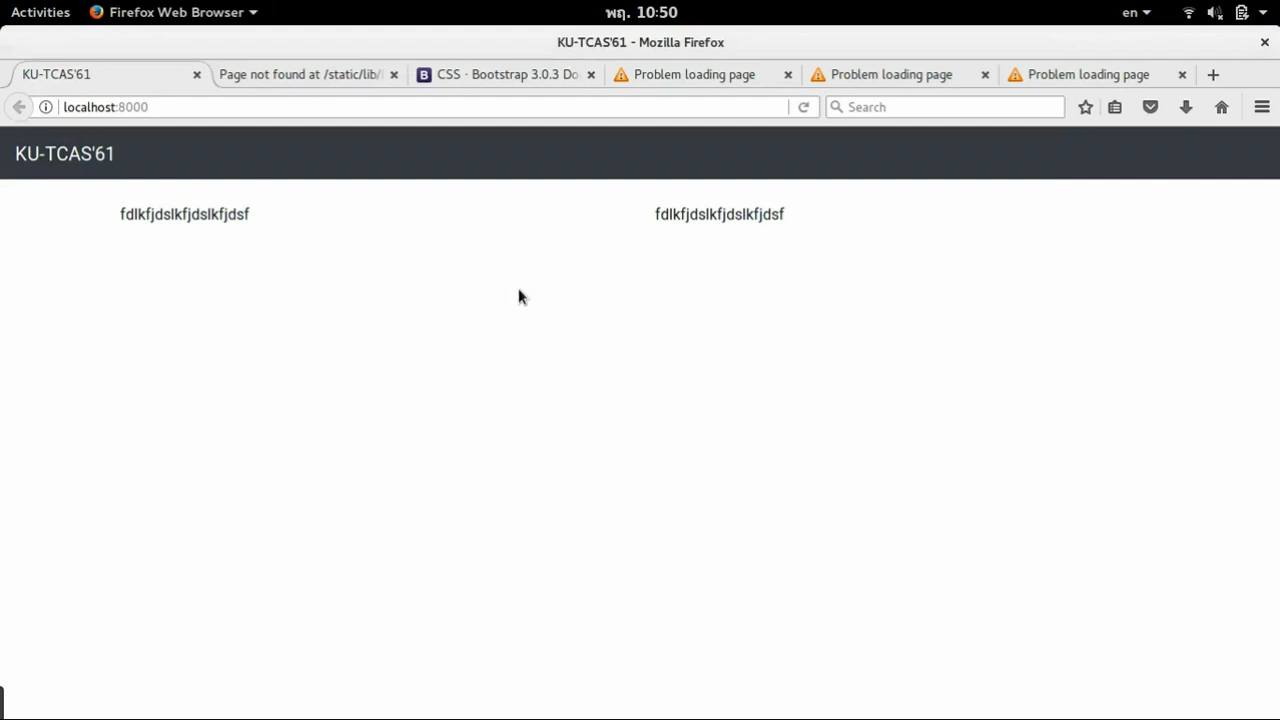 Activities Firefox Web Browser พฤ. 10:50 en
KU-TCAS'61 - Mozilla Firefox
KU-TCAS'61 Page not found at /static/lib/ CSS · Bootstrap 3.0.3 Do Problem loading page Problem loading page Problem loading page
localhost:8000 Search
KU-TCAS'61
fdlkfjdslkfjdslkfjdsf fdlkfjdslkfjdslkfjdsf